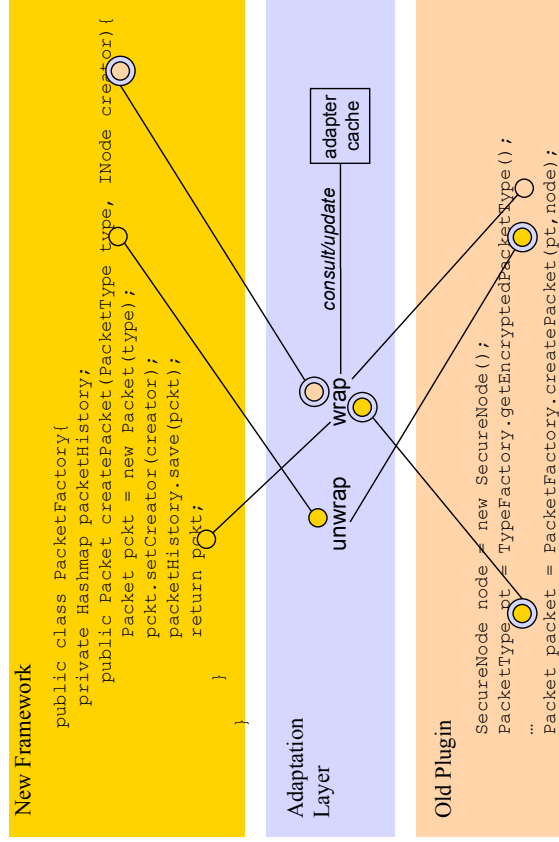 New Framework
public class PacketFactory{
private Hashmap packetHistory;
public Packet createPacket(PacketType type, INode creator){
Packet pckt = new Packet(type);
pckt.setCreator(creator);
packetHistory.save(pckt);
return pckt;
}
}
Adaptation
Layer
unwrap
wrap
consult/update
adapter
cache
Old Plugin
SecureNode node = new SecureNode();
PacketType pt = TypeFactory.getEncryptedPacketType();
…
Packet packet = PacketFactory.createPacket(pt,node);